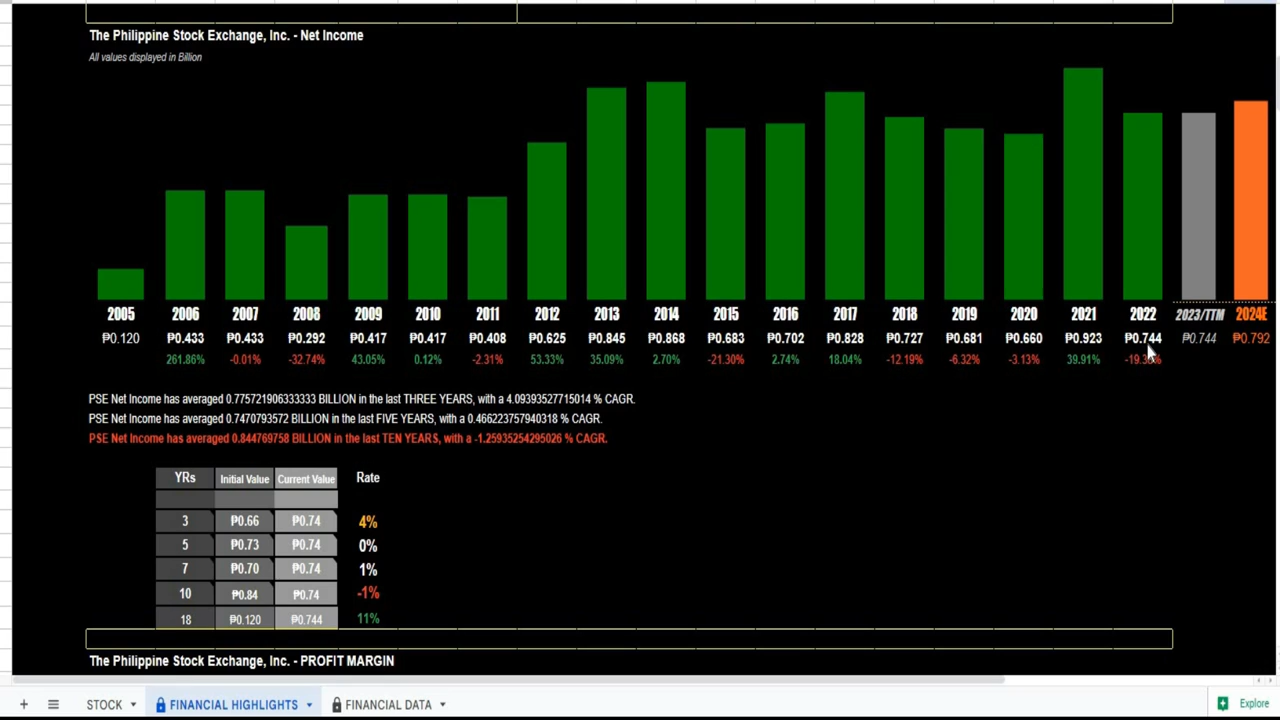 The Philippine Stock Exchange, Inc. - Net Income
All values displayed in Billion
2005 2006 2007 2008 2009 2010 2011 2012 2013 2014 2015 2016 2017 2018 2019 2020 2021 2022 2023/TTM 2024E
₱0.120 ₱0.433 ₱0.433 ₱0.292 ₱0.417 ₱0.417 ₱0.408 ₱0.625 ₱0.845 ₱0.868 ₱0.683 ₱0.702 ₱0.828 ₱0.727 ₱0.681 ₱0.660 ₱0.923 ₱0.744 ₱0.744 ₱0.792
261.86% -0.01% -32.74% 43.05% 0.12% -2.31% 53.33% 35.09% 2.70% -21.30% 2.74% 18.04% -12.19% -6.32% -3.13% 39.91%
PSE Net Income has averaged 0.775721906333333 BILLION in the last THREE YEARS, with a 4.09393527715014 % CAGR.
PSE Net Income has averaged 0.7470793572 BILLION in the last FIVE YEARS, with a 0.466223757940318 % CAGR.
PSE Net Income has averaged 0.844769758 BILLION in the last TEN YEARS, with a -1.25935254295026 % CAGR.
YRs Initial Value Current Value Rate
3 ₱0.66 ₱0.74 4%
5 ₱0.73 ₱0.74 0%
7 ₱0.70 ₱0.74 1%
10 ₱0.84 ₱0.74 -1%
18 ₱0.120 ₱0.744 11%
The Philippine Stock Exchange, Inc. - PROFIT MARGIN
STOCK FINANCIAL HIGHLIGHTS FINANCIAL DATA Explore